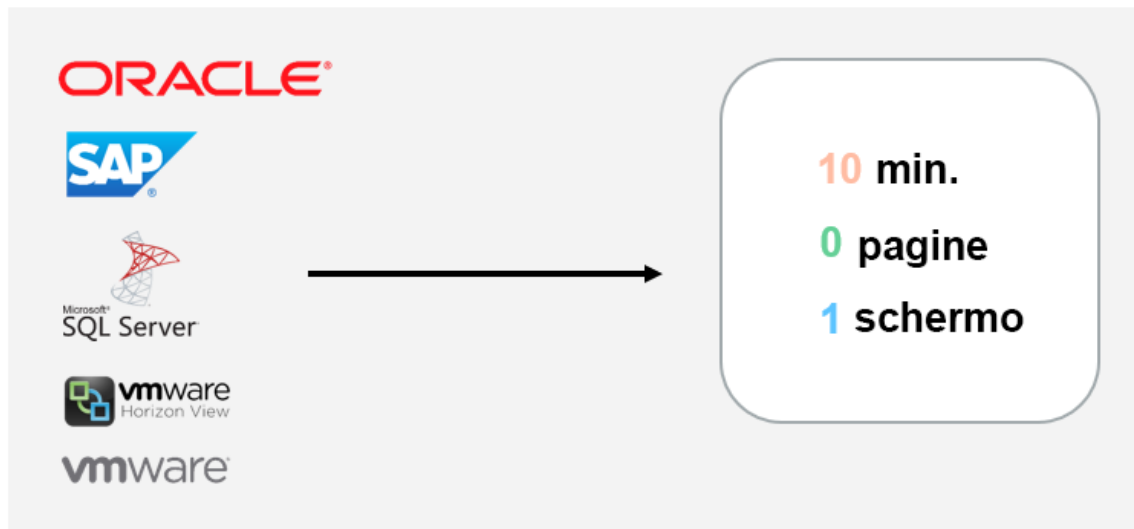 ORACLE®
SAP®
Microsoft®
SQL Server
vmware
Horizon View
vmware
10 min.
0 pagine
1 schermo